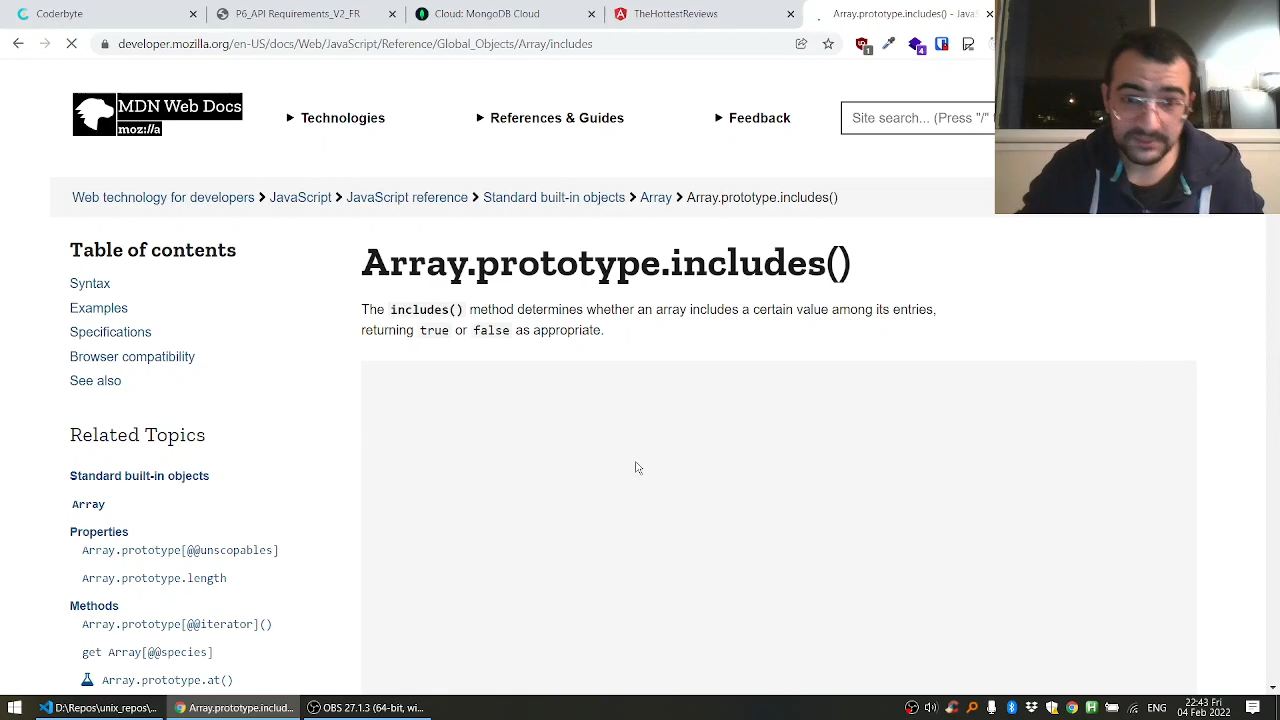 Coderbyte
P6_API Requirements_V2_FR
Cloud: MongoDB Cloud
TheHottestReviews
Array.prototype.includes() - Java
developer.mozilla.org/en-US/docs/Web/JavaScript/Reference/Global_Objects/Array/includes
1
4
MDN Web Docs
moz://a
Technologies
References & Guides
Feedback
Site search... (Press "/"
Web technology for developers
JavaScript
JavaScript reference
Standard built-in objects
Array
Array.prototype.includes()
Table of contents
Syntax
Examples
Specifications
Browser compatibility
See also
Related Topics
Standard built-in objects
Array
Properties
Array.prototype[@@unscopables]
Array.prototype.length
Methods
Array.prototype[@@iterator]()
get Array[@@species]
Array.prototype.at()
Array.prototype.includes()
The includes() method determines whether an array includes a certain value among its entries,
returning true or false as appropriate.
D:\Repos\unix_repos/\...
Array.prototype.includ...
OBS 27.1.3 (64-bit, wi...
ENG
22:43 Fri
04 Feb 2022